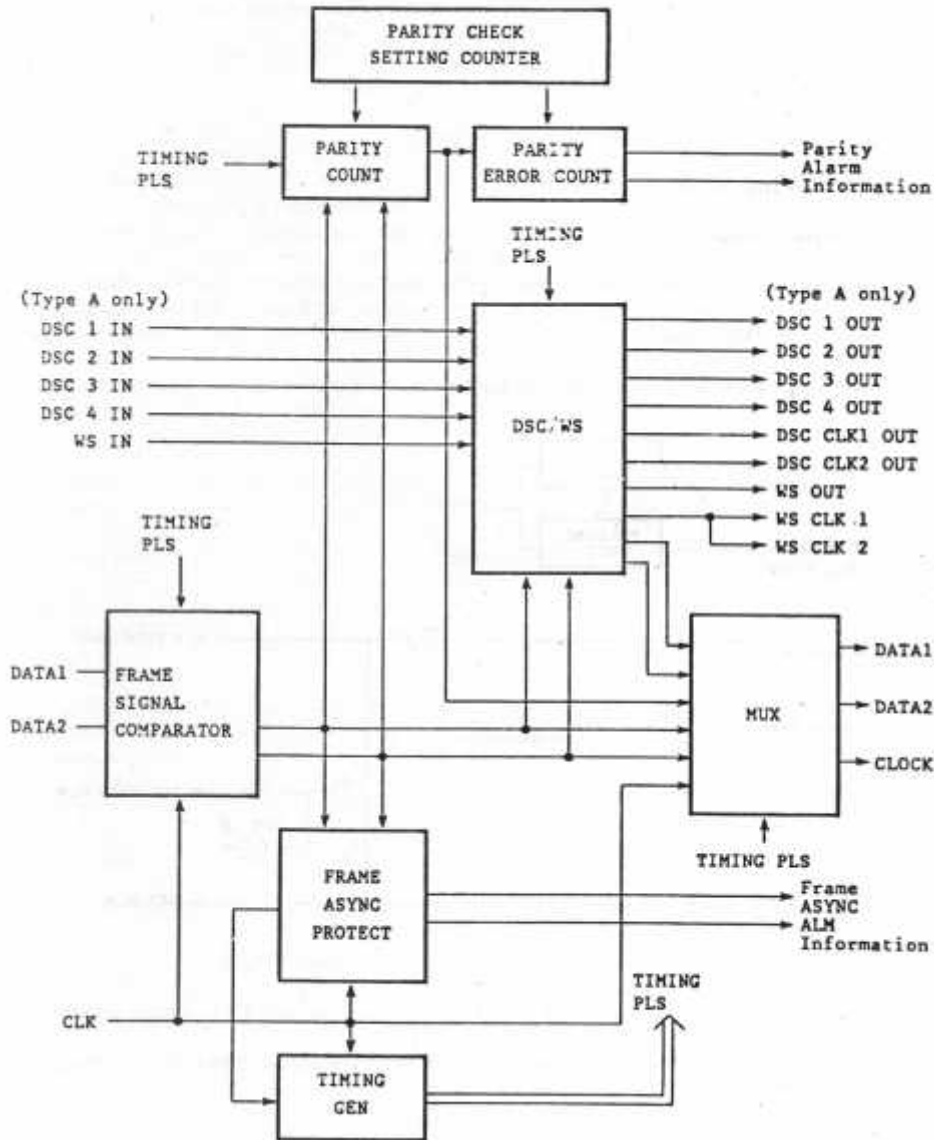 PARITY CHECK
SETTING COUNTER
TIMING
PLS
PARITY
COUNT
PARITY
ERROR COUNT
Parity
Alarm
Information
TIMING
PLS
(Type A only)
DSC 1 IN
DSC 2 IN
DSC 3 IN
DSC 4 IN
WS IN
DSC/WS
(Type A only)
DSC 1 OUT
DSC 2 OUT
DSC 3 OUT
DSC 4 OUT
DSC CLK1 OUT
DSC CLK2 OUT
WS OUT
WS CLK 1
WS CLK 2
TIMING
PLS
DATA1
DATA2
FRAME
SIGNAL
COMPARATOR
MUX
DATA1
DATA2
CLOCK
TIMING PLS
FRAME
ASYNC
PROTECT
Frame
ASYNC
ALM
Information
TIMING
PLS
CLK
TIMING
GEN